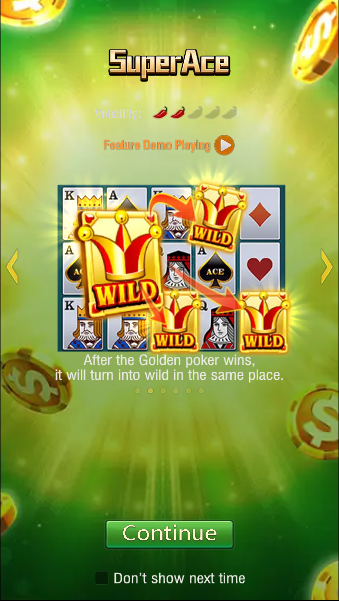 SuperAce
Feature Demo Playing
K A K
WILD
A WILD ACE
K K Q
WILD WILD
After the Golden poker wins,
it will turn into wild in the same place.
Continue
Don't show next time